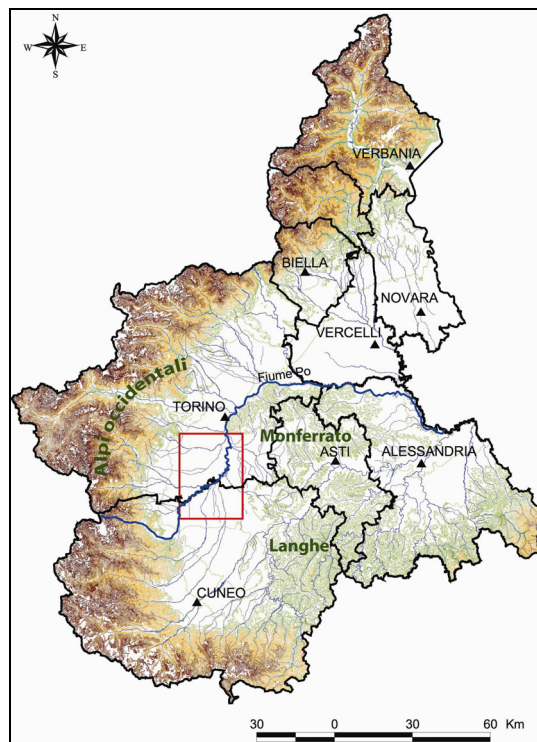 N
W E
S
VERBANIA
BIELLA
NOVARA
VERCELLI
Fiume Po
Alpi occidentali
TORINO
Monferrato
ASTI
ALESSANDRIA
Langhe
CUNEO
30 0 30 60 Km